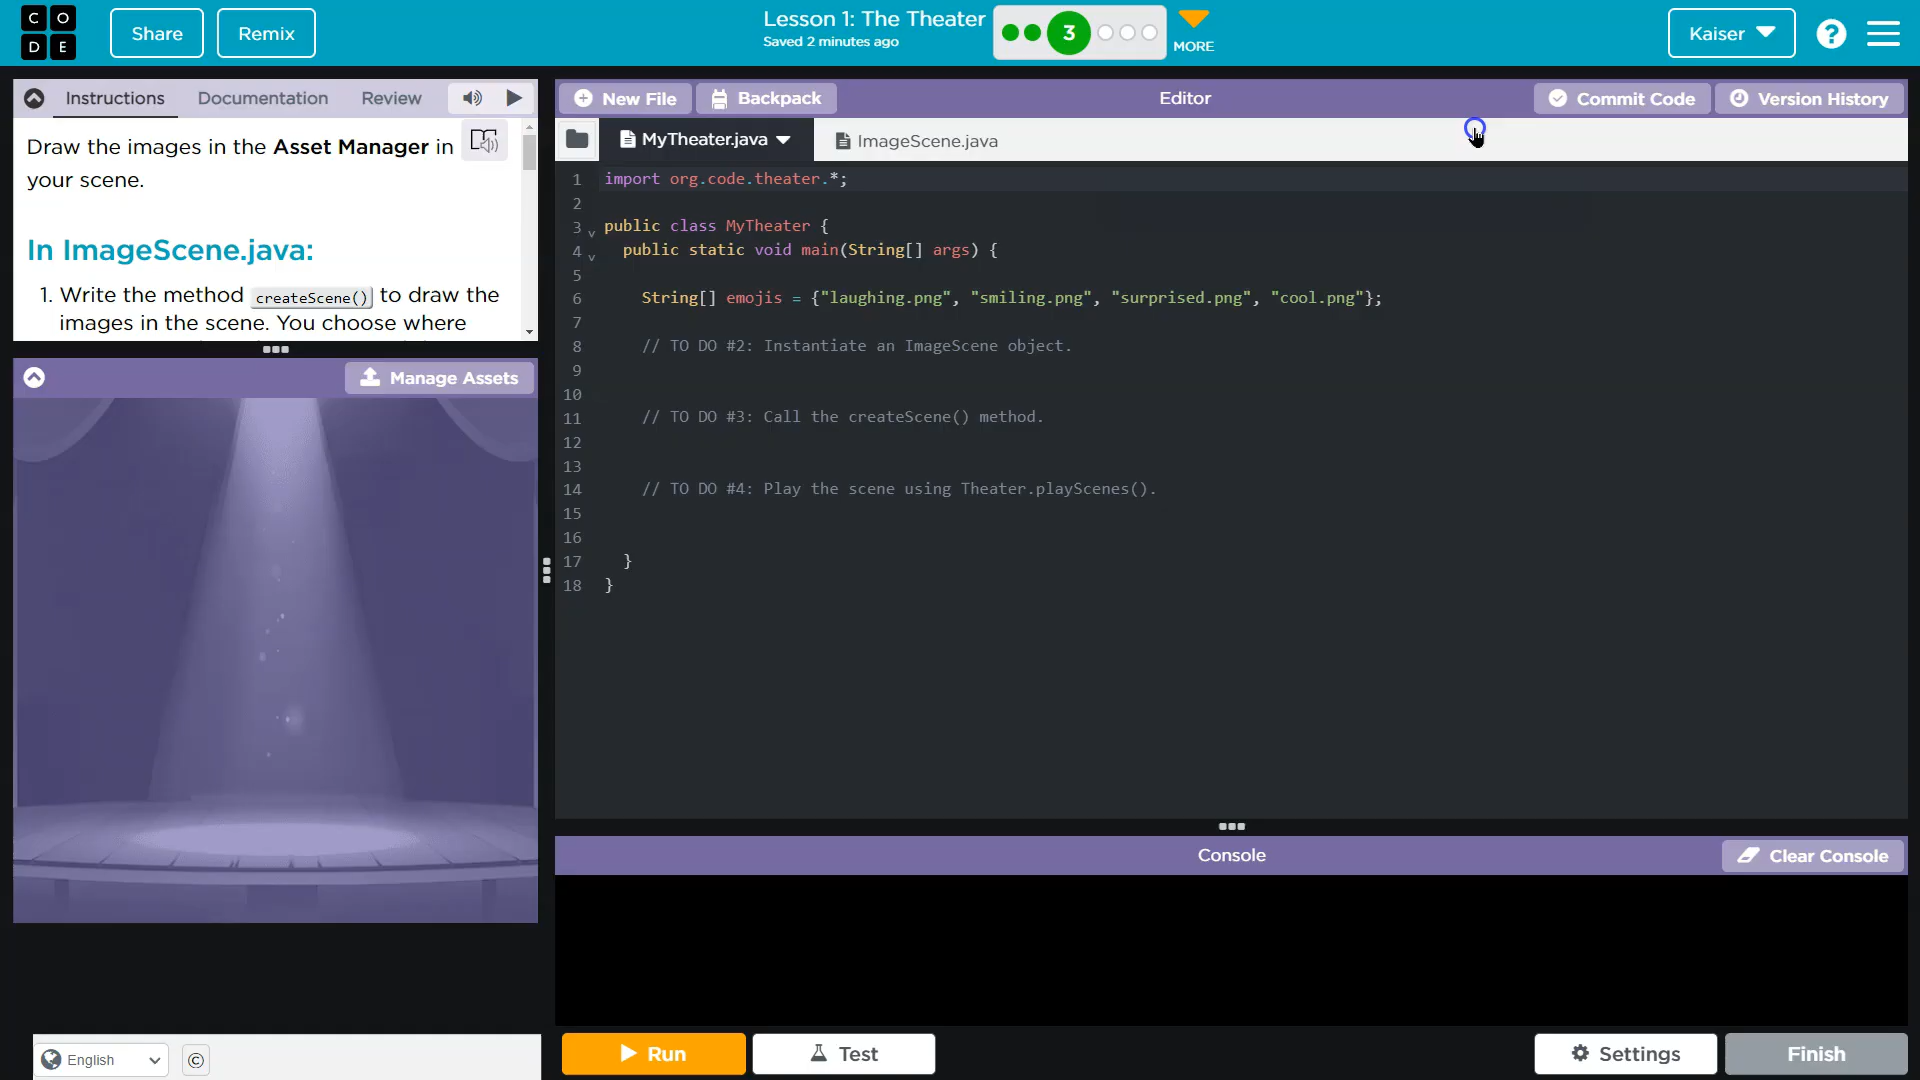 CODE
Share
Remix
Lesson 1: The Theater
Saved 2 minutes ago
3
MORE
Kaiser
?
Instructions
Documentation
Review
Draw the images in the Asset Manager in
your scene.
In ImageScene.java:
1. Write the method createScene() to draw the
images in the scene. You choose where
Manage Assets
English
©
New File
Backpack
Editor
Commit Code
Version History
MyTheater.java
ImageScene.java
1 import org.code.theater.*;
2
3 public class MyTheater {
4 public static void main(String[] args) {
5
6 String[] emojis = {"laughing.png", "smiling.png", "surprised.png", "cool.png"};
7
8 // TO DO #2: Instantiate an ImageScene object.
9
10
11 // TO DO #3: Call the createScene() method.
12
13
14 // TO DO #4: Play the scene using Theater.playScenes().
15
16
17 }
18 }
Console
Clear Console
Run
Test
Settings
Finish